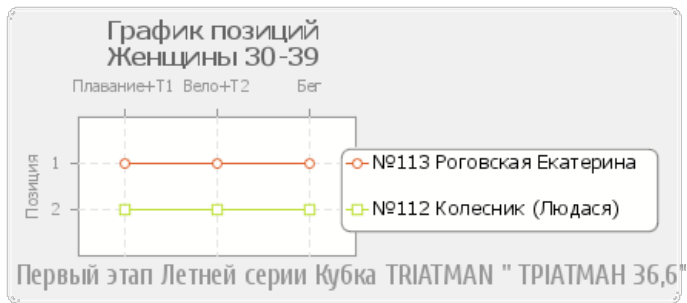 График позиций
Женщины 30-39
Плавание+Т1 Вело+Т2 Бег
Позиция
1
№113 Роговская Екатерина
2
№112 Колесник (Людася)
Первый этап Летней серии Кубка TRIATMAN " ТРІАТМАН 36,6"